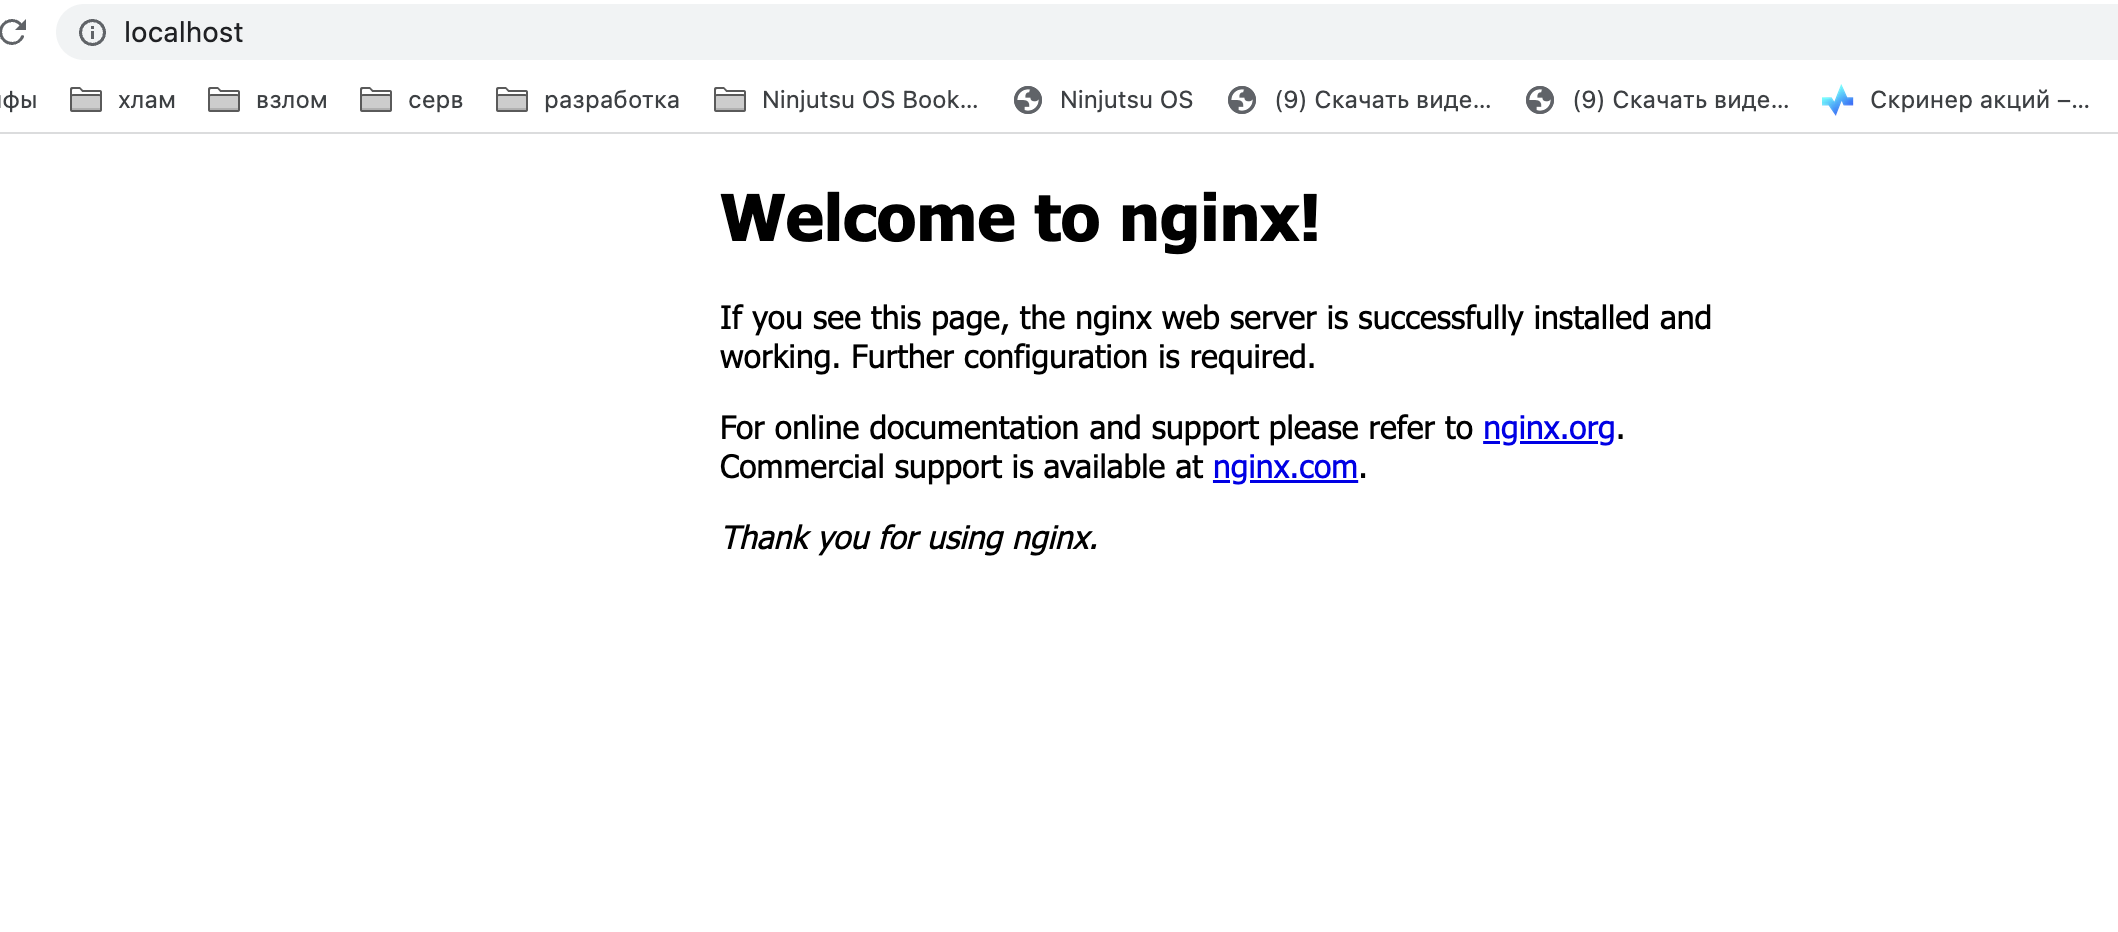 localhost
фы хлам взлом серв разработка Ninjutsu OS Book... Ninjutsu OS (9) Скачать виде... (9) Скачать виде... Скринер акций –...
Welcome to nginx!
If you see this page, the nginx web server is successfully installed and
working. Further configuration is required.
For online documentation and support please refer to nginx.org.
Commercial support is available at nginx.com.
Thank you for using nginx.